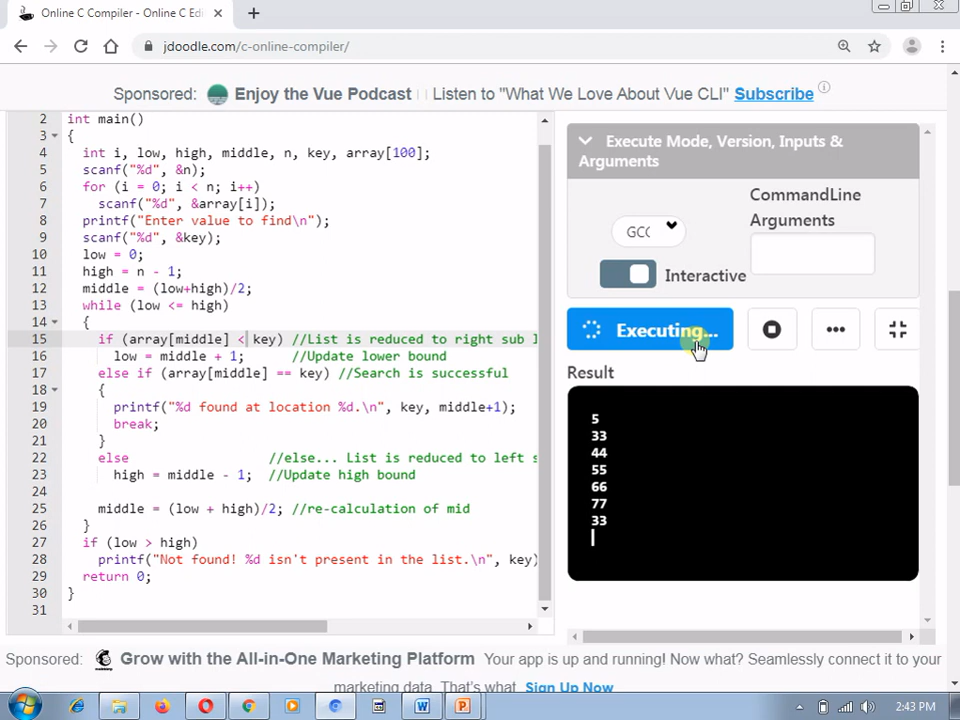 Online C Compiler - Online C Edi
jdoodle.com/c-online-compiler/
Sponsored: Enjoy the Vue Podcast Listen to "What We Love About Vue CLI" Subscribe
2 int main()
3 {
4 int i, low, high, middle, n, key, array[100];
5 scanf("%d", &n);
6 for (i = 0; i < n; i++)
7 scanf("%d", &array[i]);
8 printf("Enter value to find\n");
9 scanf("%d", &key);
10 low = 0;
11 high = n - 1;
12 middle = (low+high)/2;
13 while (low <= high)
14 {
15 if (array[middle] < key) //List is reduced to right sub l
16 low = middle + 1; //Update lower bound
17 else if (array[middle] == key) //Search is successful
18 {
19 printf("%d found at location %d.\n", key, middle+1);
20 break;
21 }
22 else //else... List is reduced to left s
23 high = middle - 1; //Update high bound
24
25 middle = (low + high)/2; //re-calculation of mid
26 }
27 if (low > high)
28 printf("Not found! %d isn't present in the list.\n", key)
29 return 0;
30 }
31
Execute Mode, Version, Inputs &
Arguments
CommandLine
Arguments
GCC
Interactive
Executing...
Result
5
33
44
55
66
77
33
Sponsored: Grow with the All-in-One Marketing Platform Your app is up and running! Now what? Seamlessly connect it to your
marketing data. That's what. Sign Up Now
2:43 PM